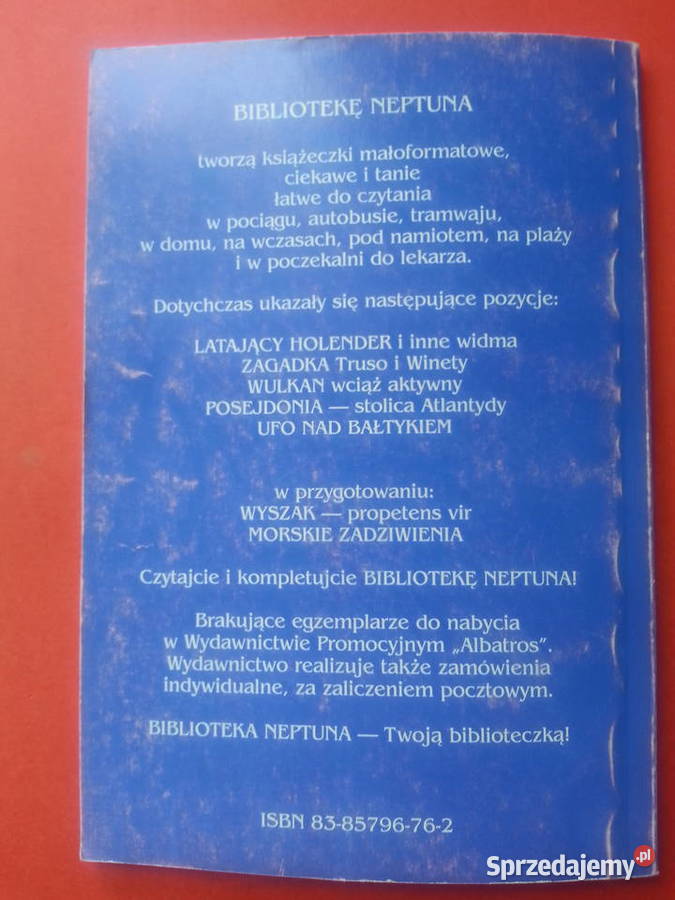 BIBLIOTEKĘ NEPTUNA
tworzą książeczki małoformatowe,
ciekawe i tanie
łatwe do czytania
w pociągu, autobusie, tramwaju,
w domu, na wczasach, pod namiotem, na plaży
i w poczekalni do lekarza.
Dotychczas ukazały się następujące pozycje:
LATAJĄCY HOLENDER i inne widma
ZAGADKA Truso i Winety
WULKAN wciąż aktywny
POSEJDONIA — stolica Atlantydy
UFO NAD BAŁTYKIEM
w przygotowaniu:
WYSZAK — propetens vir
MORSKIE ZADZIWIENIA
Czytajcie i kompletujcie BIBLIOTEKĘ NEPTUNA!
Brakujące egzemplarze do nabycia
w Wydawnictwie Promocyjnym „Albatros”.
Wydawnictwo realizuje także zamówienia
indywidualne, za zaliczeniem pocztowym.
BIBLIOTEKA NEPTUNA — Twoją biblioteczką!
ISBN 83-85796-76-2
Sprzedajemy.pl